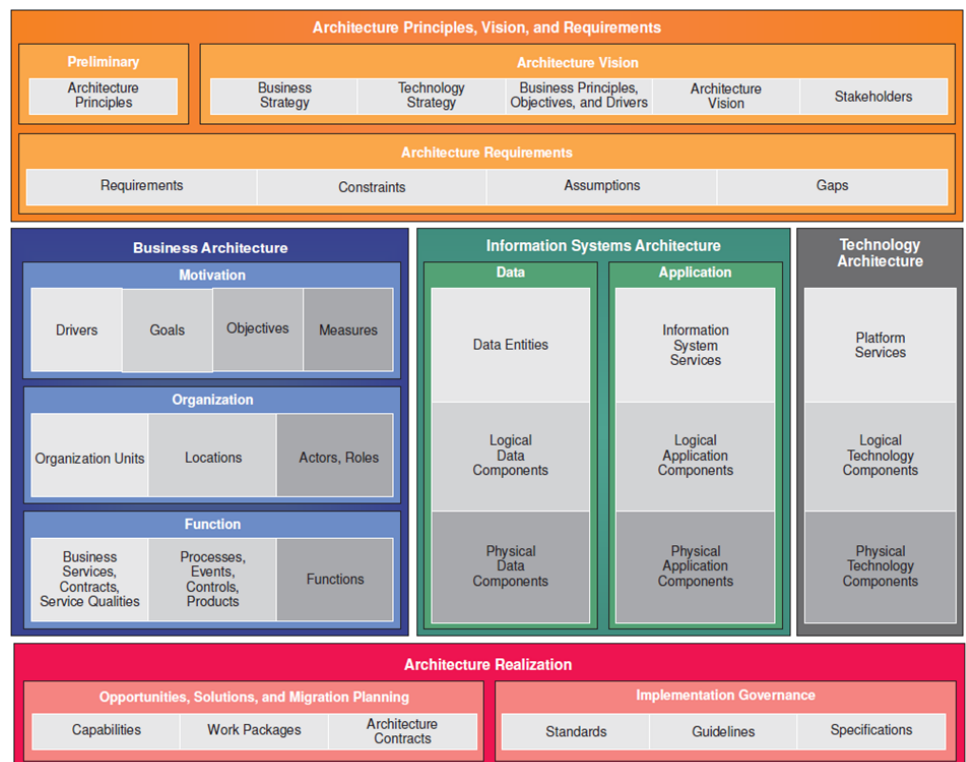 Architecture Principles, Vision, and Requirements
Preliminary
Architecture
Principles
Architecture Vision
Business
Strategy
Technology
Strategy
Business Principles,
Objectives, and Drivers
Architecture
Vision
Stakeholders
Architecture Requirements
Requirements
Constraints
Assumptions
Gaps
Business Architecture
Motivation
Drivers
Goals
Objectives
Measures
Organization
Organization Units
Locations
Actors, Roles
Function
Business
Services,
Contracts,
Service Qualities
Processes,
Events,
Controls,
Products
Functions
Information Systems Architecture
Data
Data Entities
Logical
Data
Components
Physical
Data
Components
Application
Information
System
Services
Logical
Application
Components
Physical
Application
Components
Technology
Architecture
Platform
Services
Logical
Technology
Components
Physical
Technology
Components
Architecture Realization
Opportunities, Solutions, and Migration Planning
Capabilities
Work Packages
Architecture
Contracts
Implementation Governance
Standards
Guidelines
Specifications